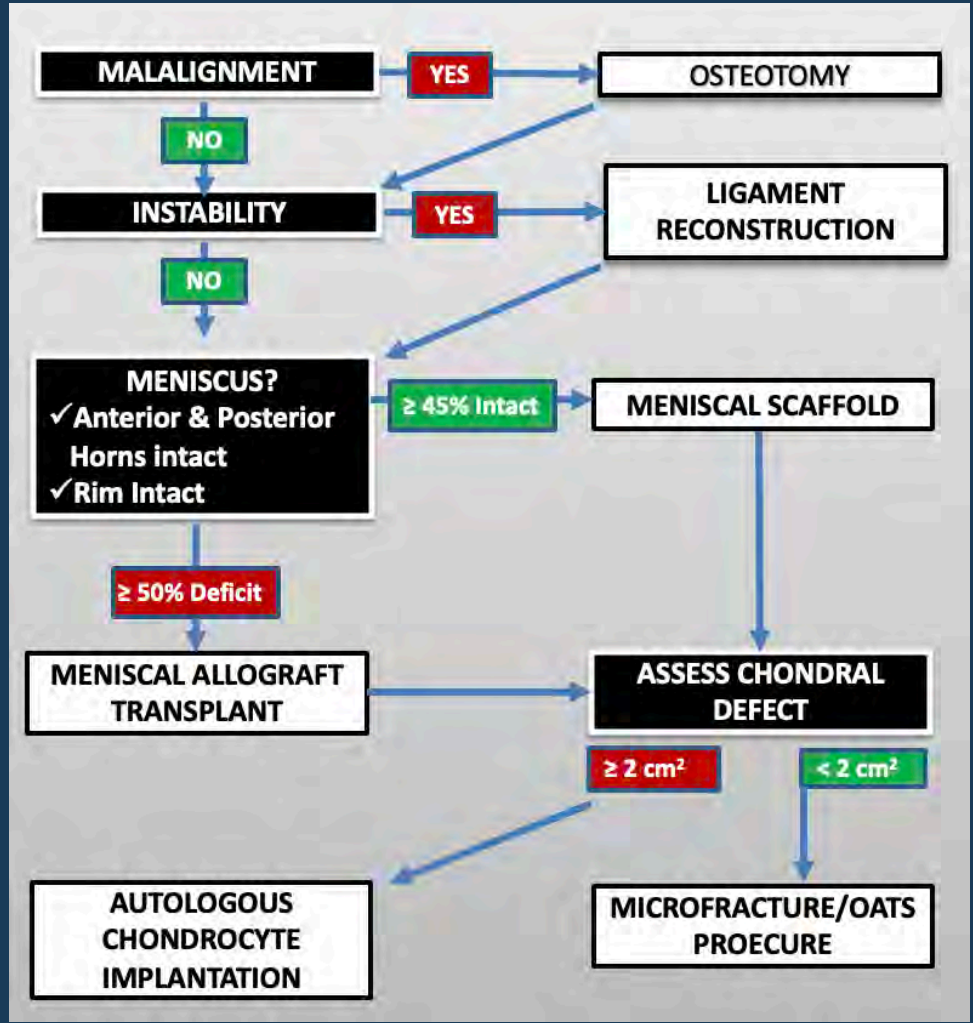 MALALIGNMENT
YES
OSTEOTOMY
NO
INSTABILITY
YES
LIGAMENT
RECONSTRUCTION
NO
MENISCUS?
✓Anterior & Posterior
Horns intact
✓Rim Intact
≥ 45% Intact
MENISCAL SCAFFOLD
≥ 50% Deficit
MENISCAL ALLOGRAFT
TRANSPLANT
ASSESS CHONDRAL
DEFECT
≥ 2 cm²
< 2 cm²
AUTOLOGOUS
CHONDROCYTE
IMPLANTATION
MICROFRACTURE/OATS
PROECURE